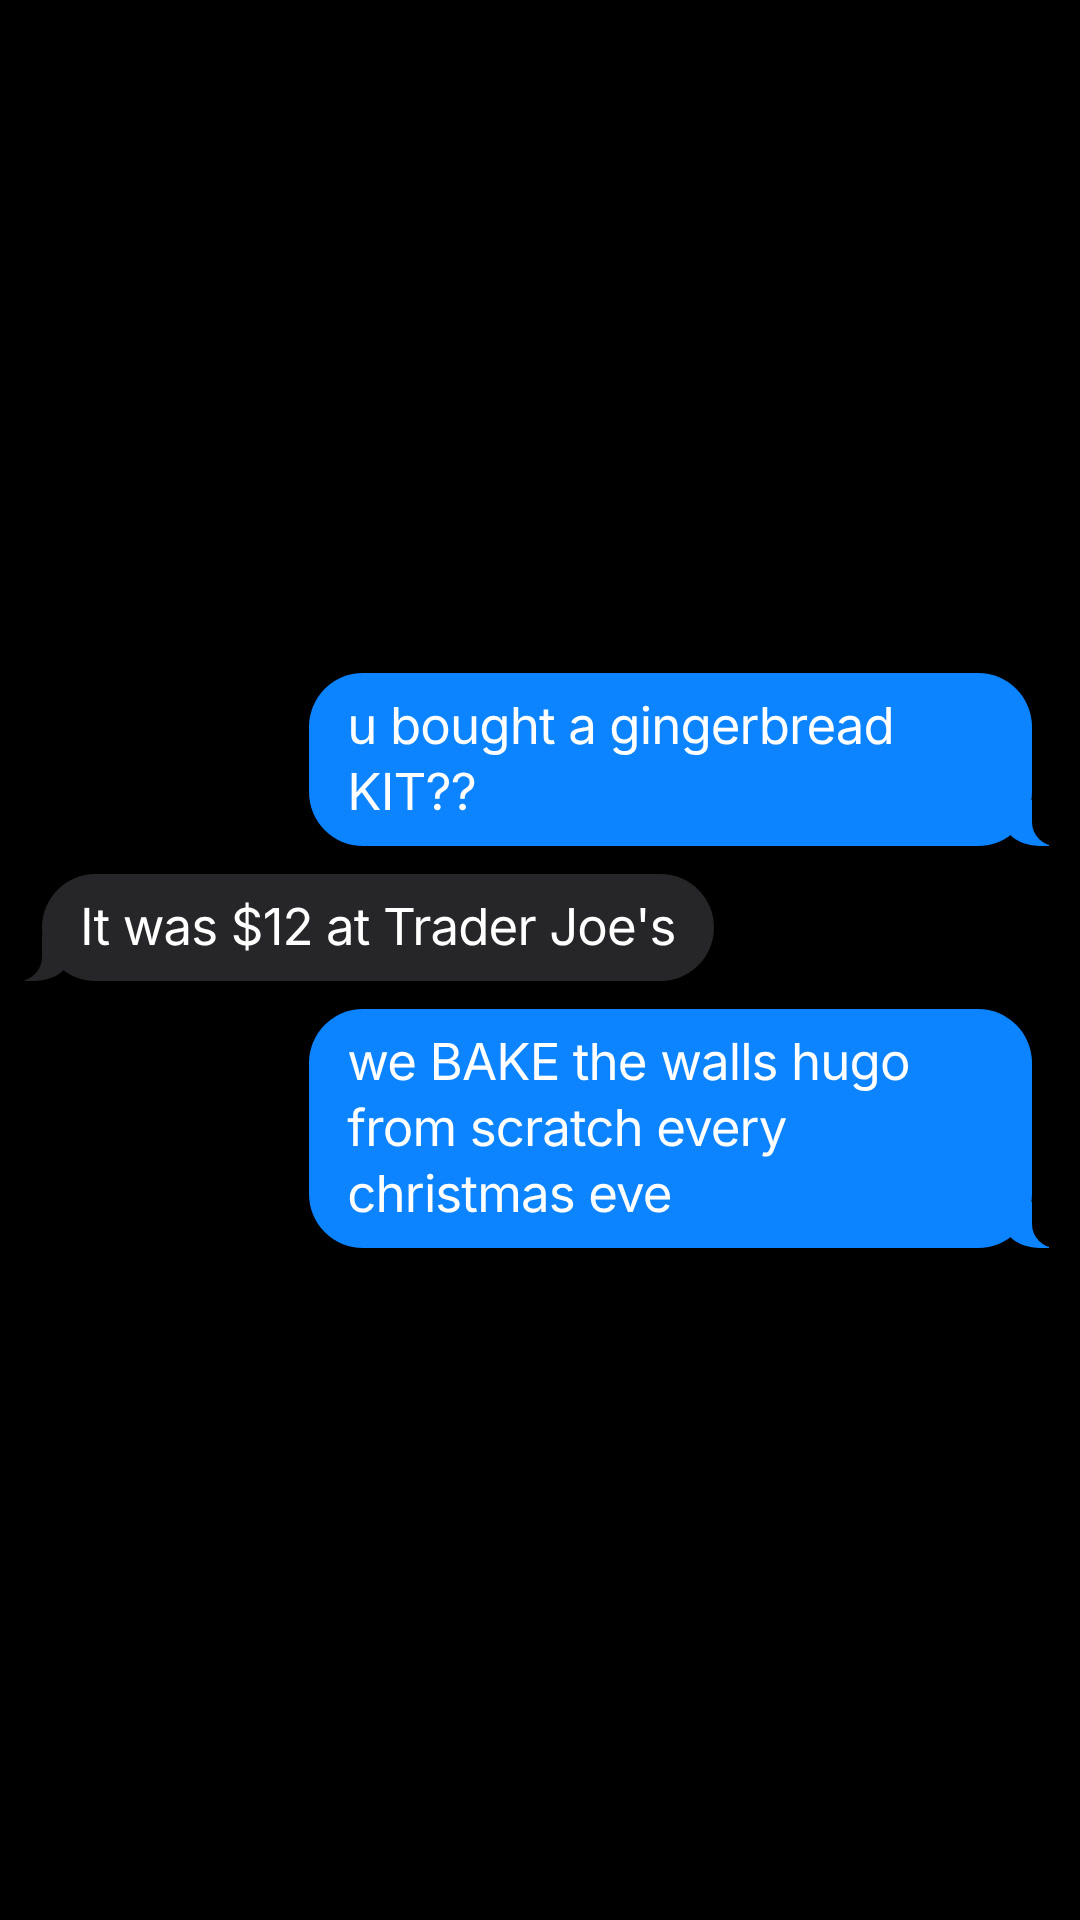 u bought a gingerbread
KIT??
It was $12 at Trader Joe's
we BAKE the walls hugo
from scratch every
christmas eve